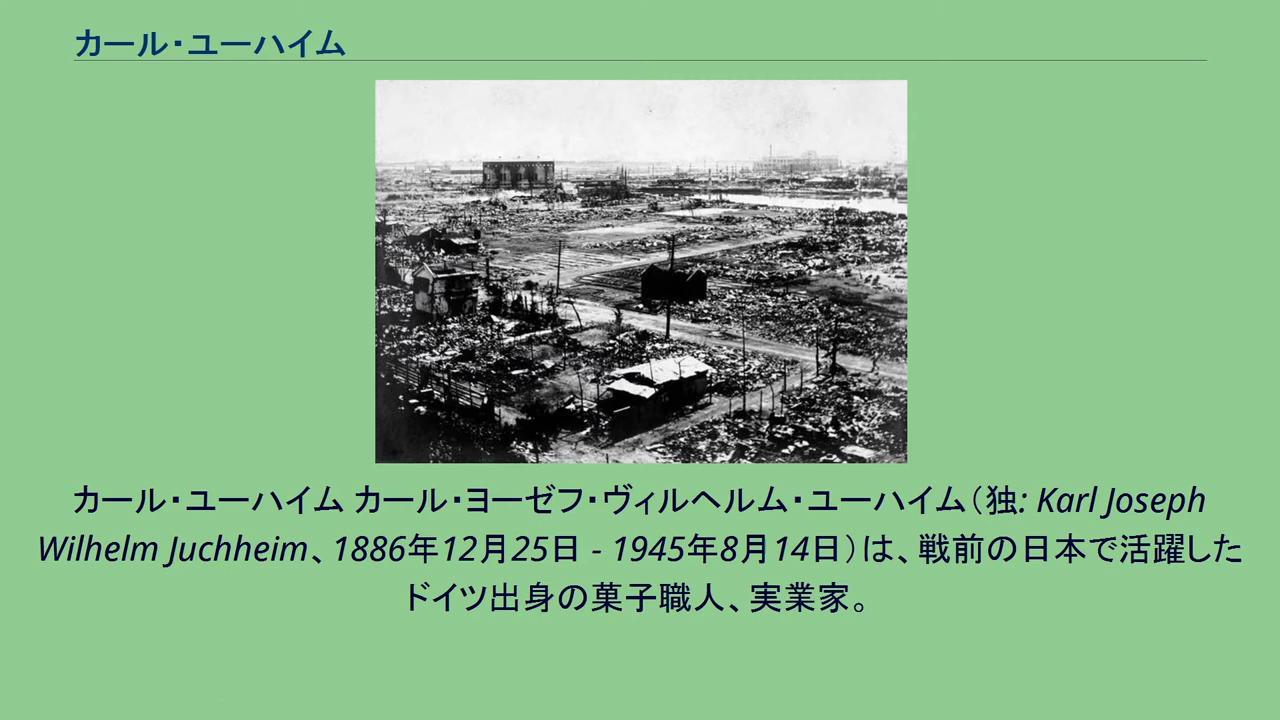 カール・ユーハイム
カール・ユーハイム カール・ヨーゼフ・ヴィルヘルム・ユーハイム（独: Karl Joseph
Wilhelm Juchheim、1886年12月25日 - 1945年8月14日）は、戦前の日本で活躍した
ドイツ出身の菓子職人、実業家。